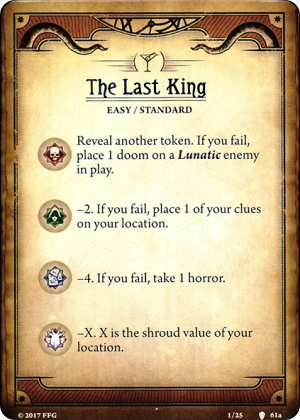 The Last King
EASY / STANDARD
Reveal another token. If you fail,
place 1 doom on a Lunatic enemy
in play.
–2. If you fail, place 1 of your clues
on your location.
–4. If you fail, take 1 horror.
–X. X is the shroud value of your
location.
© 2017 FFG
1/25
61a